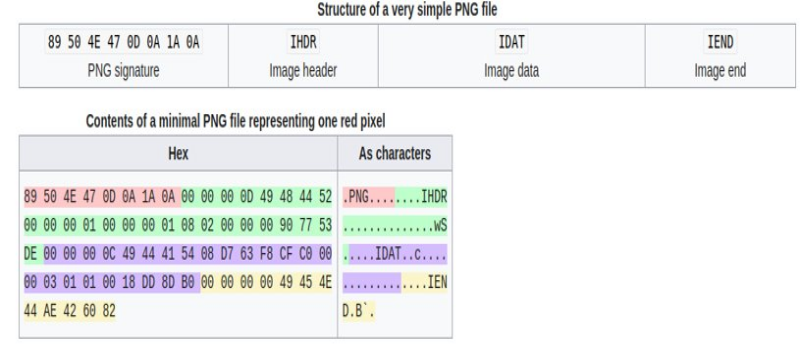 Structure of a very simple PNG file
89 50 4E 47 0D 0A 1A 0A IHDR IDAT IEND
PNG signature Image header Image data Image end
Contents of a minimal PNG file representing one red pixel
Hex As characters
89 50 4E 47 0D 0A 1A 0A 00 00 00 0D 49 48 44 52 .PNG........IHDR
00 00 00 01 00 00 00 01 08 02 00 00 00 90 77 53 ..............wS
DE 00 00 00 0C 49 44 41 54 08 D7 63 F8 CF C0 00 .....IDAT..c....
00 03 01 01 00 18 DD 8D B0 00 00 00 00 49 45 4E .............IEN
44 AE 42 60 82 D.B`.